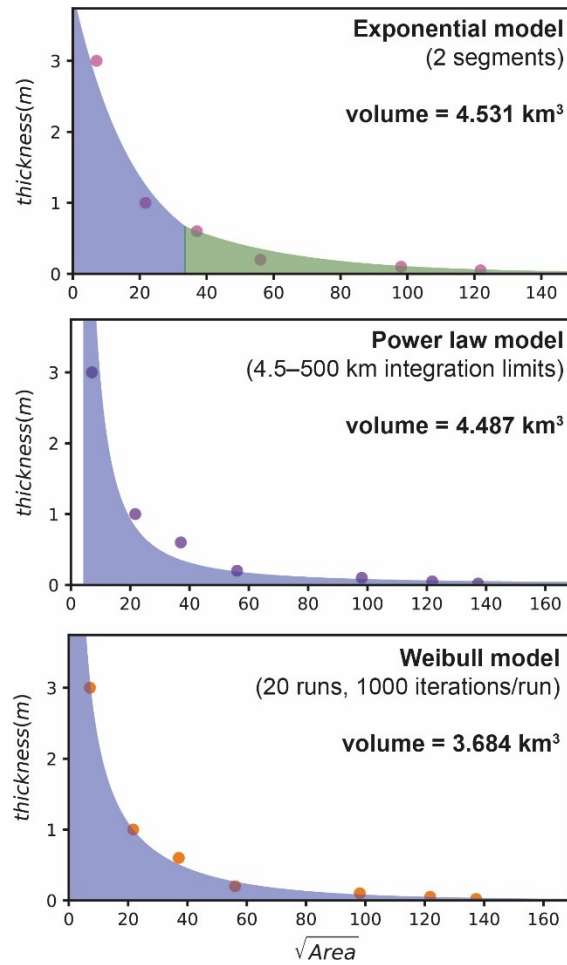 Exponential model
(2 segments)
volume = 4.531 km³
thickness(m)
3
2
1
0
0 20 40 60 80 100 120 140
Power law model
(4.5–500 km integration limits)
volume = 4.487 km³
thickness(m)
3
2
1
0
0 20 40 60 80 100 120 140 160
Weibull model
(20 runs, 1000 iterations/run)
volume = 3.684 km³
thickness(m)
3
2
1
0
0 20 40 60 80 100 120 140 160
√Area